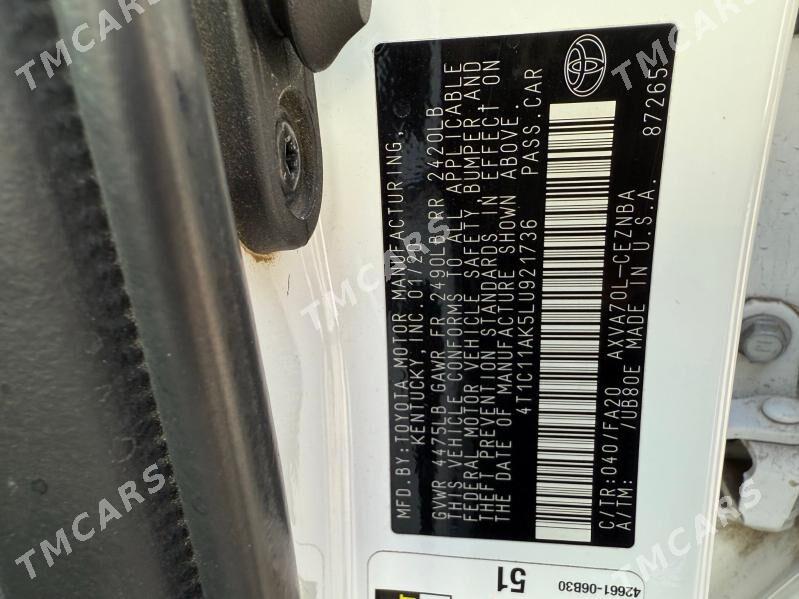 MFD. BY: TOYOTA MOTOR MANUFACTURING,
KENTUCKY, INC. 01/20
GVWR 4475LB GAWR FR 2490LB RR 2420LB
THIS VEHICLE CONFORMS TO ALL APPLICABLE
FEDERAL MOTOR VEHICLE SAFETY, BUMPER, AND
THEFT PREVENTION STANDARDS IN EFFECT ON
THE DATE OF MANUFACTURE SHOWN ABOVE.
4T1C11AK5LU921736 PASS. CAR
C/TR: 040/FA20 AXVA70L-CEZNBA
A/TM: /UB80E MADE IN U.S.A. 87265
51
42661-06B30
TMCARS
TMCARS
TMCARS
TMCARS
TMCARS
TMCARS
TMCARS
TMCARS